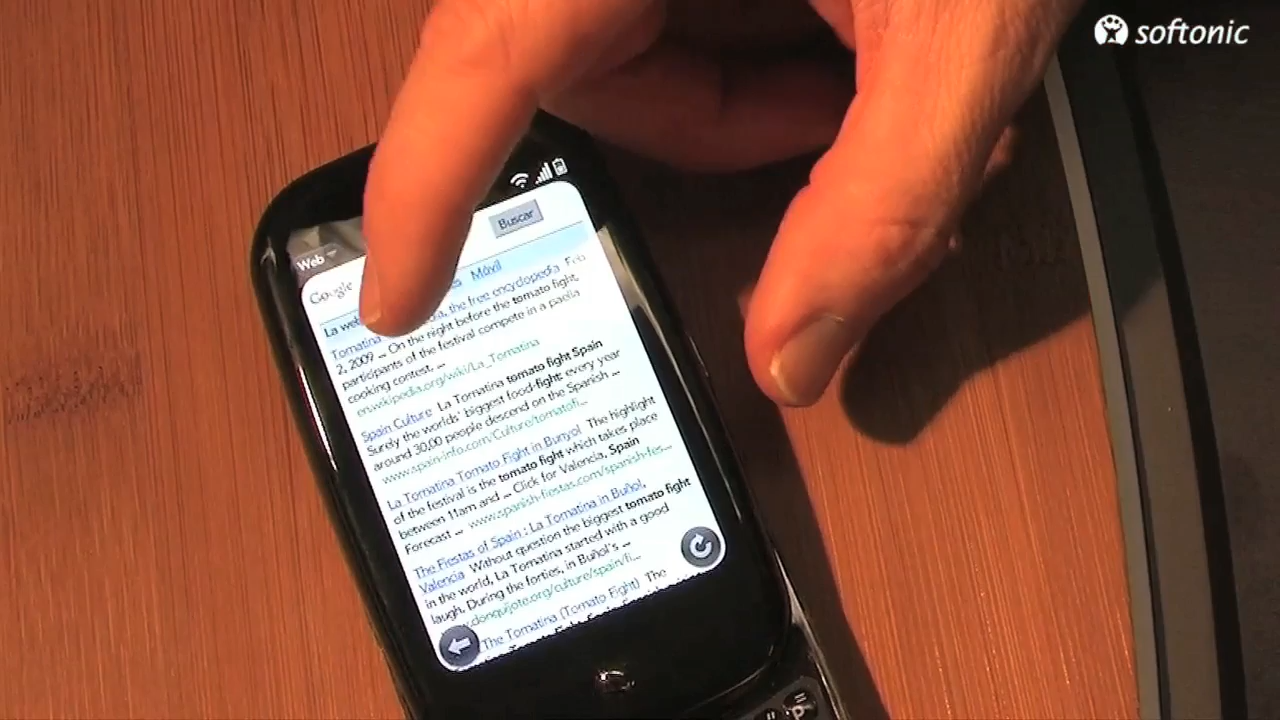 softonic
Buscar
Web
Google
La web Móvil
Tomatina the free encyclopedia Feb
2, 2009 ... On the night before the tomato fight,
participants of the festival compete in a paella
cooking contest. ...
en.wikipedia.org/wiki/La_Tomatina
Spain Culture La Tomatina tomato fight Spain
Surely the worlds' biggest food-fight: every year
around 30,00 people descend on the Spanish ...
www.spain-info.com/Culture/tomatofi...
La Tomatina Tomato Fight in Bunyol The highlight
of the festival is the tomato fight which takes place
between 11am and ... Click for Valencia, Spain
Forecast ... www.spanish-fiestas.com/spanish-fes...
The Fiestas of Spain : La Tomatina in Buñol,
Valencia Without question the biggest tomato fight
in the world, La Tomatina started with a good
laugh. During the forties, in Buñol's ...
.donquijote.org/culture/spain/fi...
The Tomatina (Tomato Fight) The